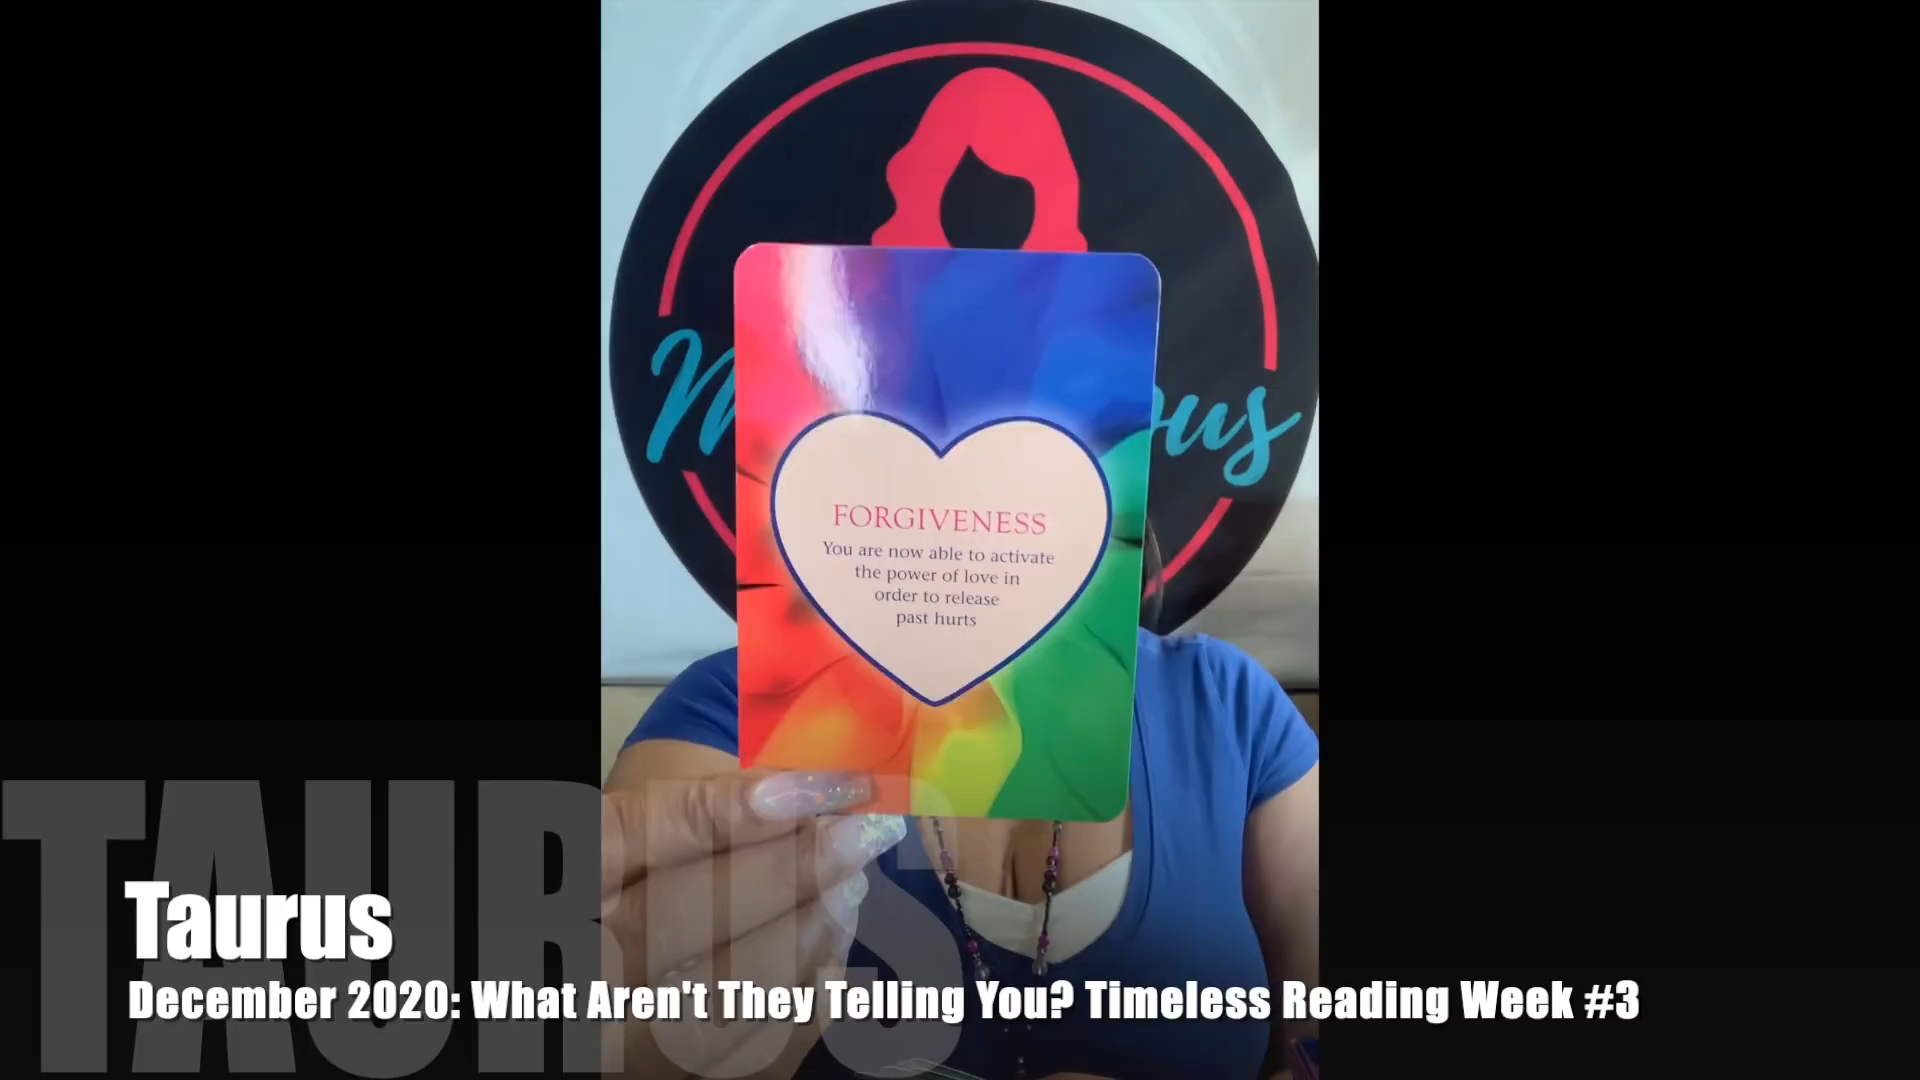 FORGIVENESS
You are now able to activate
the power of love in
order to release
past hurts
TAURUS
Taurus
December 2020: What Aren't They Telling You? Timeless Reading Week #3